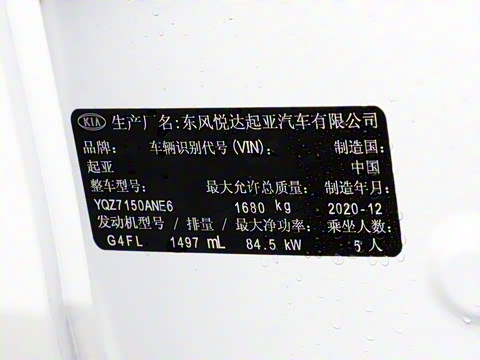 KIA 生产厂名:东风悦达起亚汽车有限公司
品牌: 车辆识别代号(VIN): 制造国:
起亚 中国
整车型号: 最大允许总质量: 制造年月:
YQZ7150ANE6 1680 kg 2020-12
发动机型号 / 排量 / 最大净功率: 乘坐人数:
G4FL 1497 mL 84.5 kW 5 人